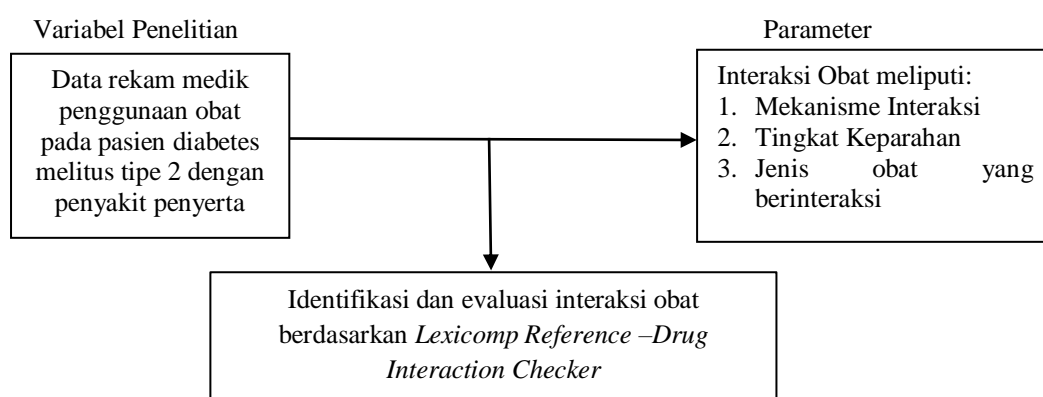 Variabel Penelitian
Parameter
Data rekam medik
penggunaan obat
pada pasien diabetes
melitus tipe 2 dengan
penyakit penyerta
Interaksi Obat meliputi:
1. Mekanisme Interaksi
2. Tingkat Keparahan
3. Jenis obat yang
berinteraksi
Identifikasi dan evaluasi interaksi obat
berdasarkan Lexicomp Reference –Drug
Interaction Checker